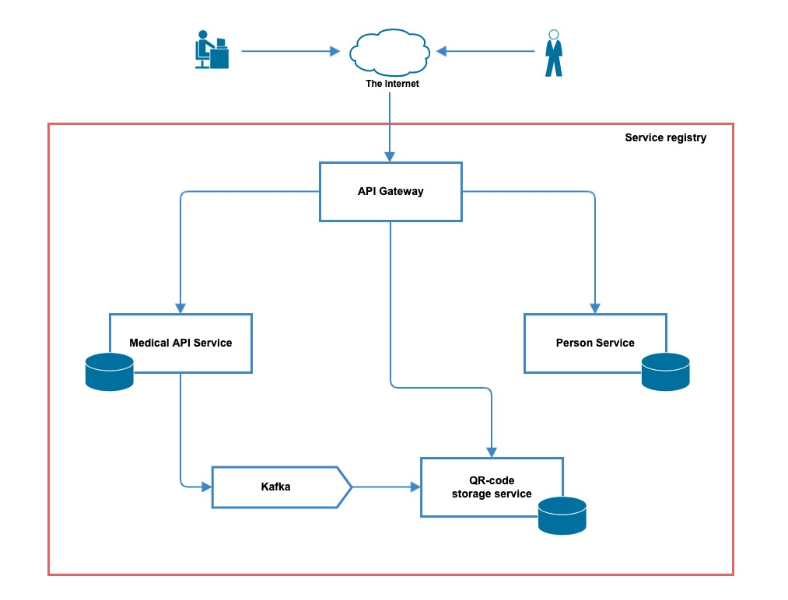 The Internet
Service registry
API Gateway
Medical API Service
Person Service
Kafka
QR-code
storage service